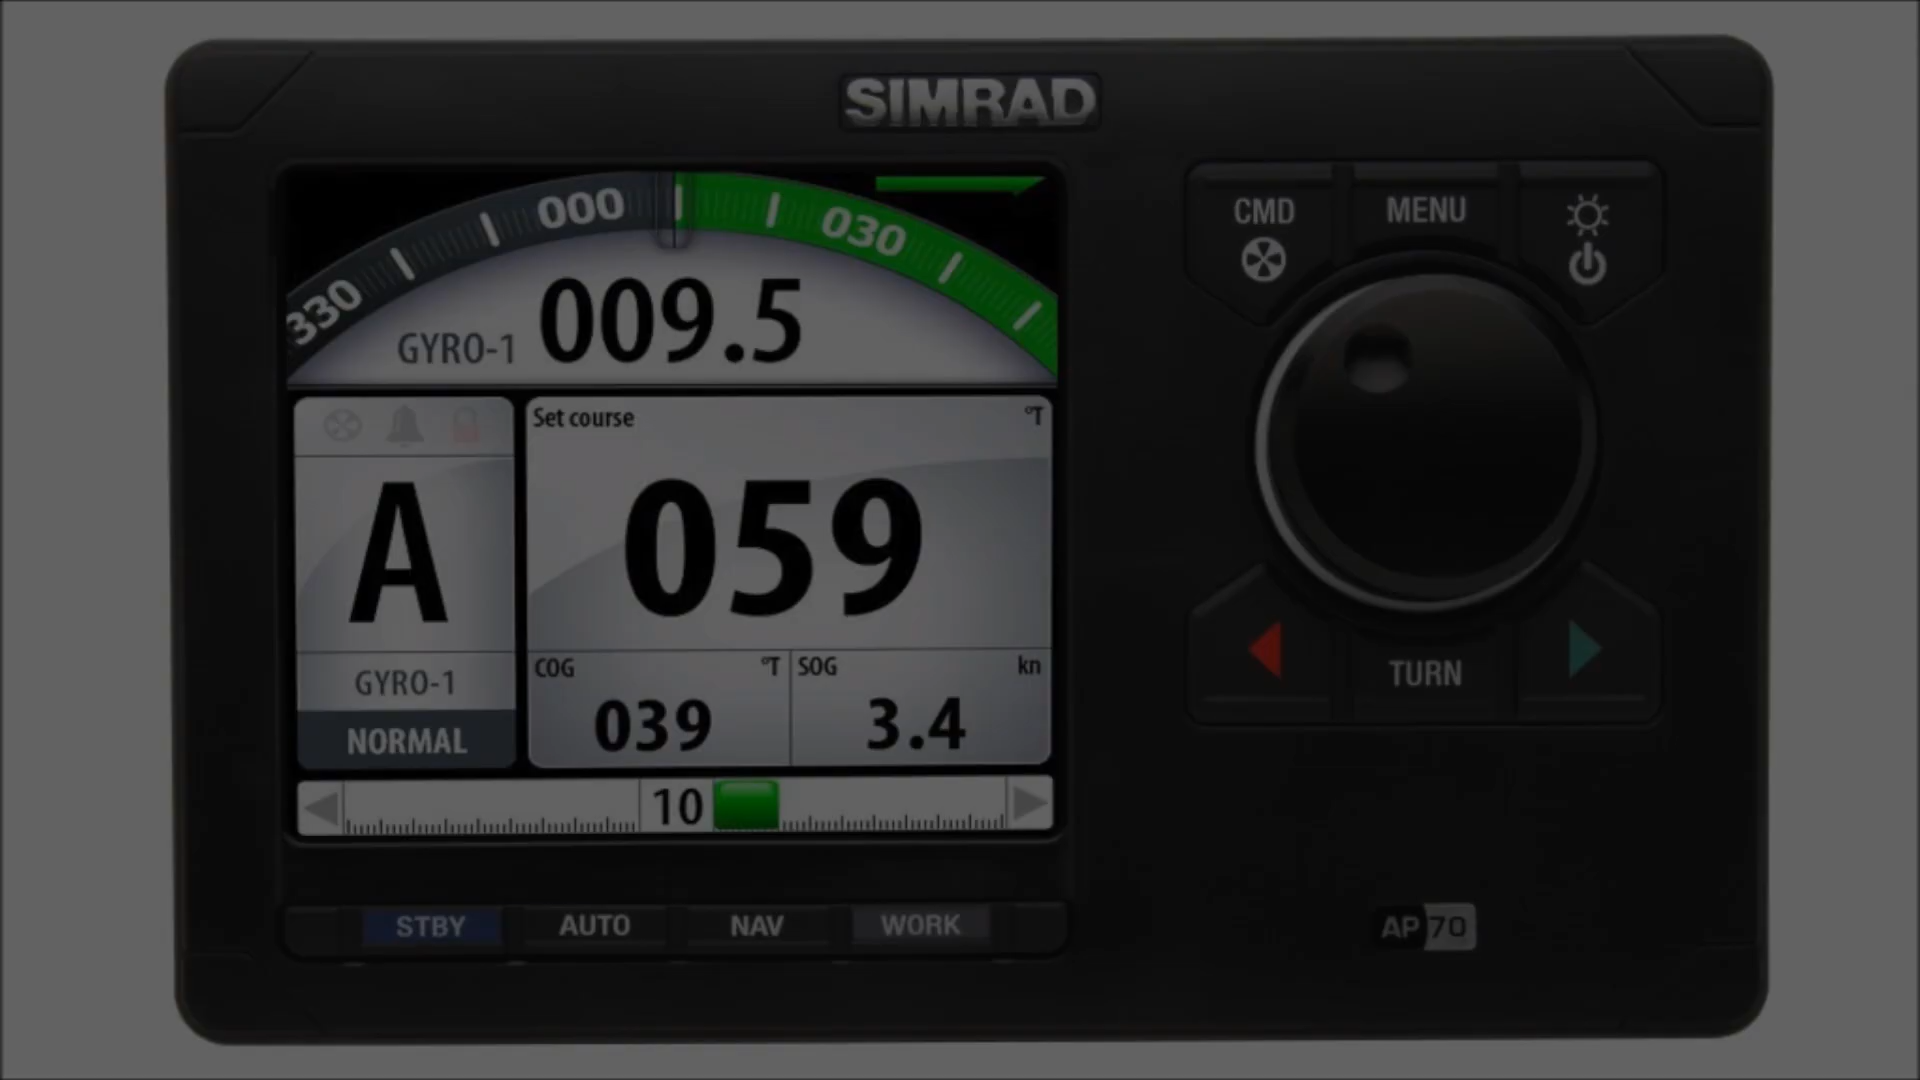 SIMRAD
330
000
030
GYRO-1 009.5
CMD
MENU
Set course °T
A
059
GYRO-1
NORMAL
COG °T
039
SOG kn
3.4
10
TURN
STBY
AUTO
NAV
WORK
AP70